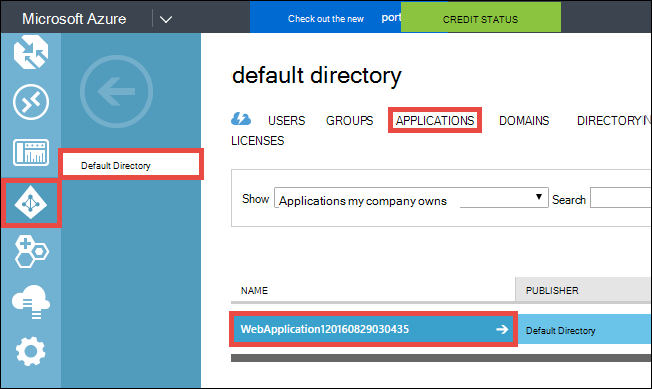 Microsoft Azure
Check out the new port CREDIT STATUS
default directory
USERS GROUPS APPLICATIONS DOMAINS DIRECTORY IN
LICENSES
Default Directory
Show Applications my company owns Search
NAME PUBLISHER
WebApplication120160829030435 Default Directory